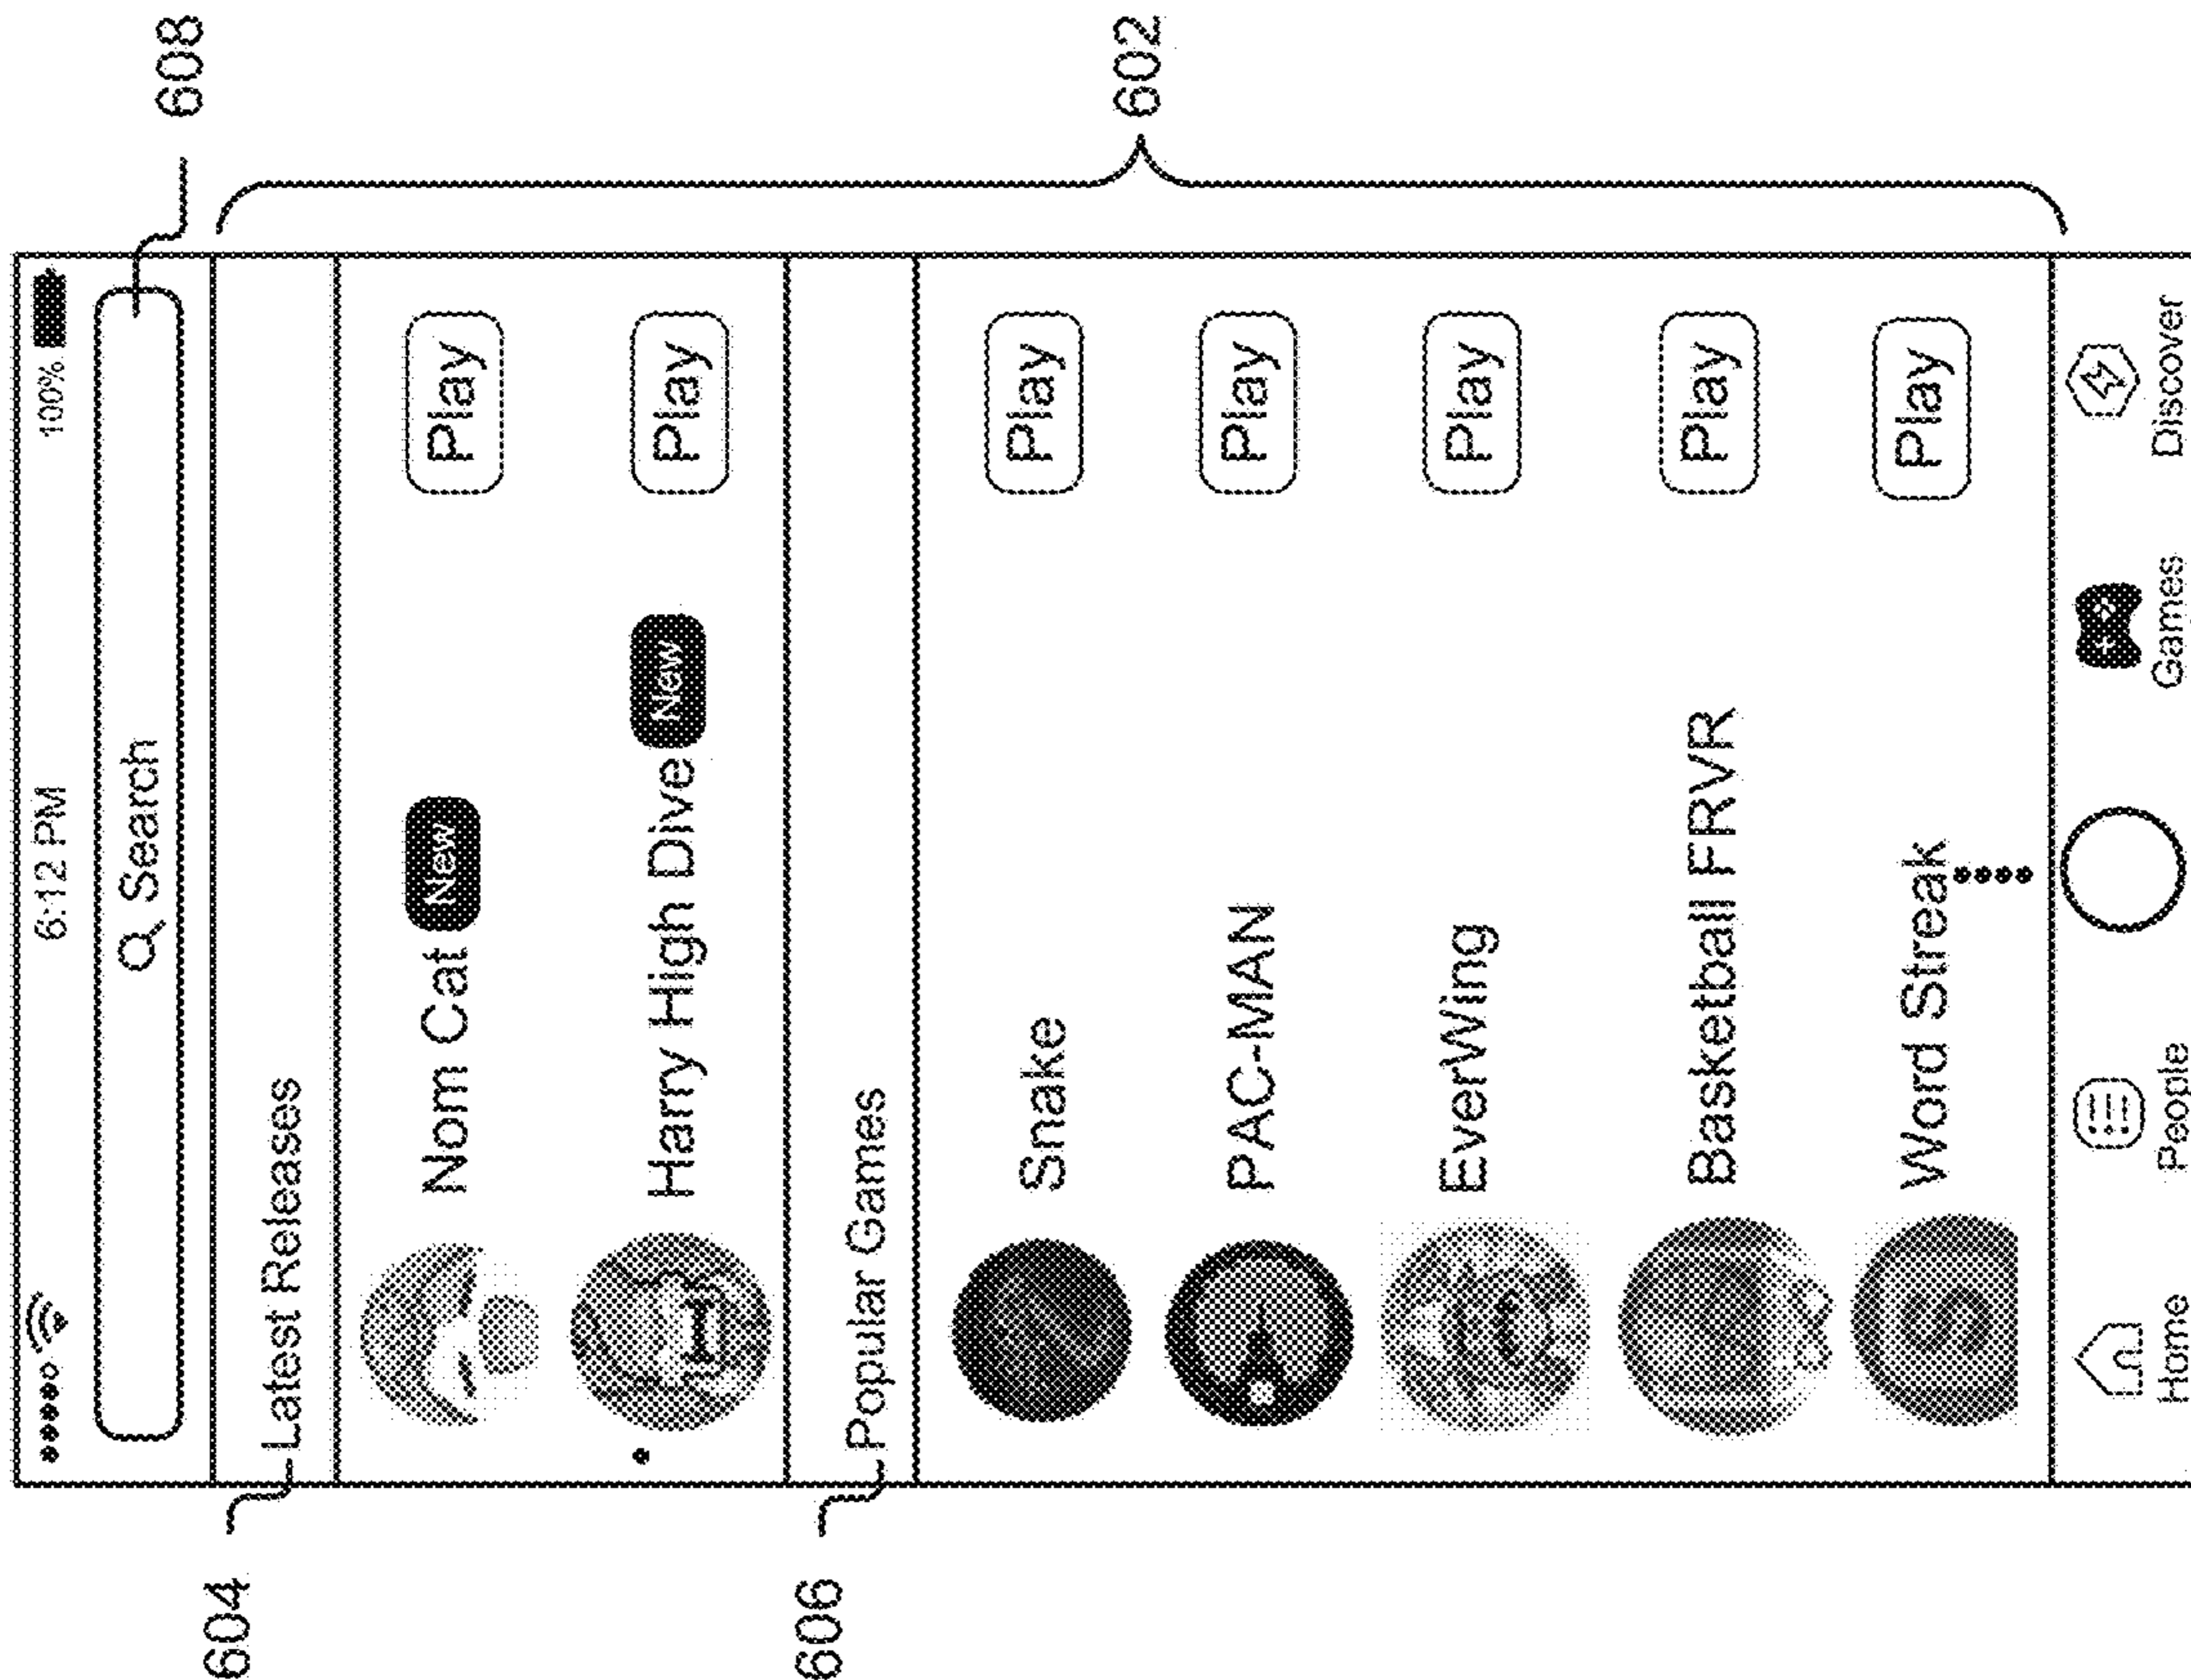 6:12 PM 100%
Search
608
604
Latest Releases
Nom Cat New Play
Harry High Dive New Play
602
606
Popular Games
Snake Play
PAC-MAN Play
EverWing Play
Basketball FRVR Play
S Word Streak Play
Home People Games Discover